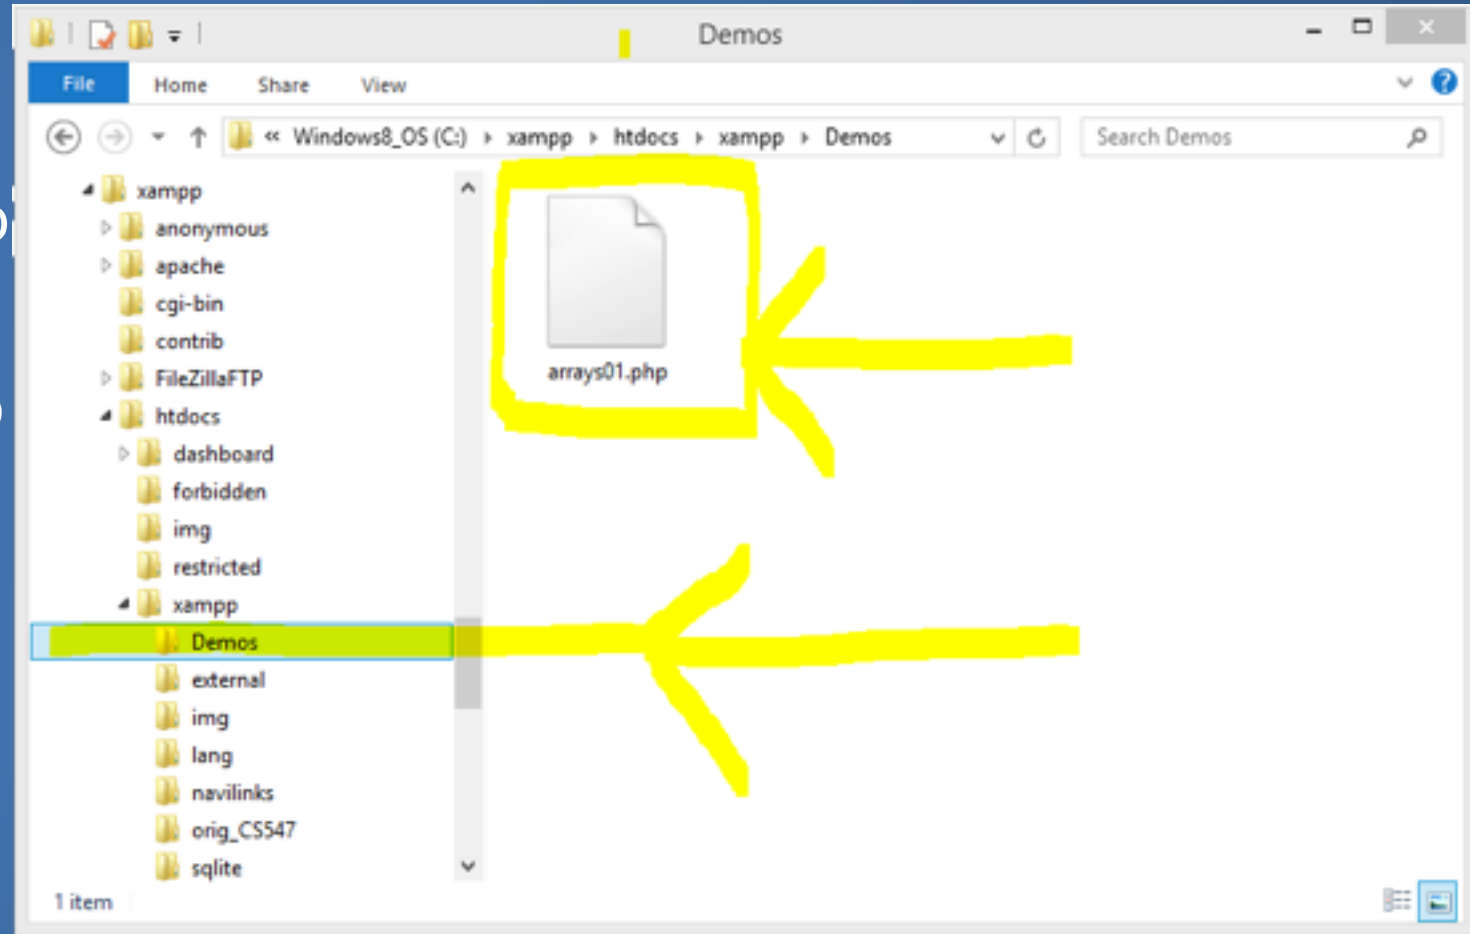 Demos
File Home Share View
« Windows8_OS (C:) xampp htdocs xampp Demos
Search Demos
xampp
anonymous
apache
cgi-bin
contrib
FileZillaFTP
htdocs
dashboard
forbidden
img
restricted
xampp
Demos
external
img
lang
navilinks
orig_CS547
sqlite
arrays01.php
1 item